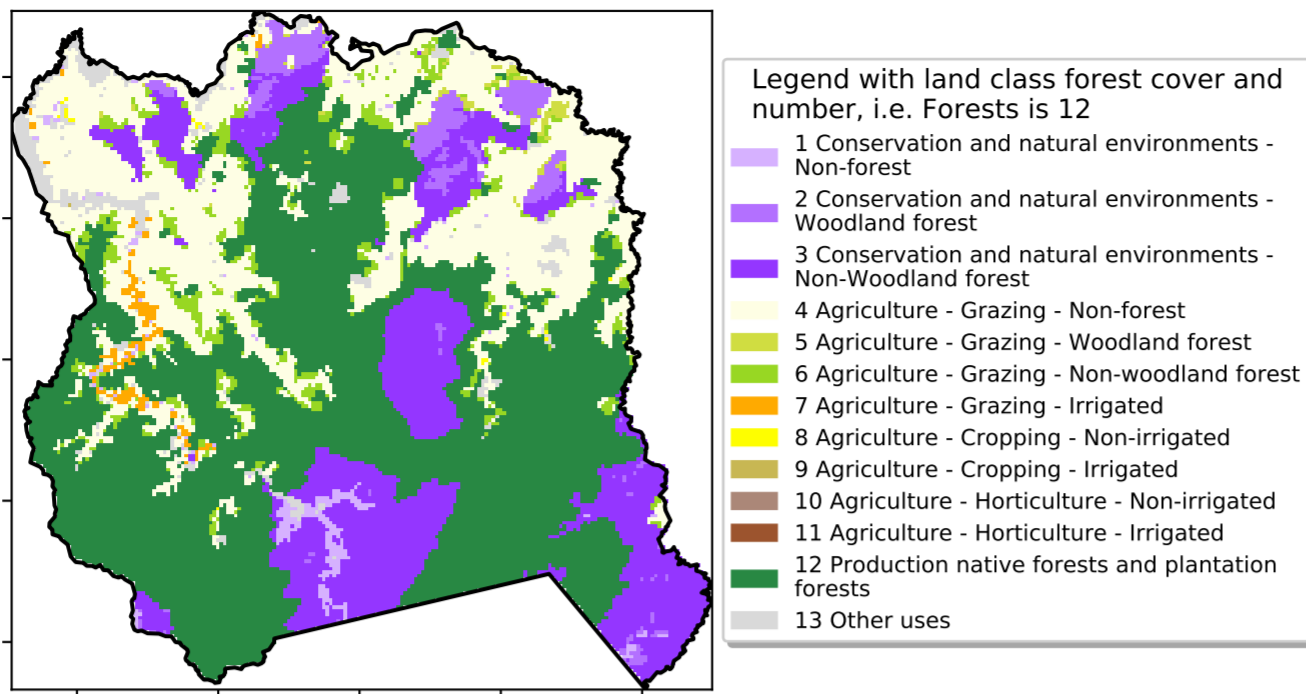 Legend with land class forest cover and
number, i.e. Forests is 12
1 Conservation and natural environments -
Non-forest
2 Conservation and natural environments -
Woodland forest
3 Conservation and natural environments -
Non-Woodland forest
4 Agriculture - Grazing - Non-forest
5 Agriculture - Grazing - Woodland forest
6 Agriculture - Grazing - Non-woodland forest
7 Agriculture - Grazing - Irrigated
8 Agriculture - Cropping - Non-irrigated
9 Agriculture - Cropping - Irrigated
10 Agriculture - Horticulture - Non-irrigated
11 Agriculture - Horticulture - Irrigated
12 Production native forests and plantation
forests
13 Other uses